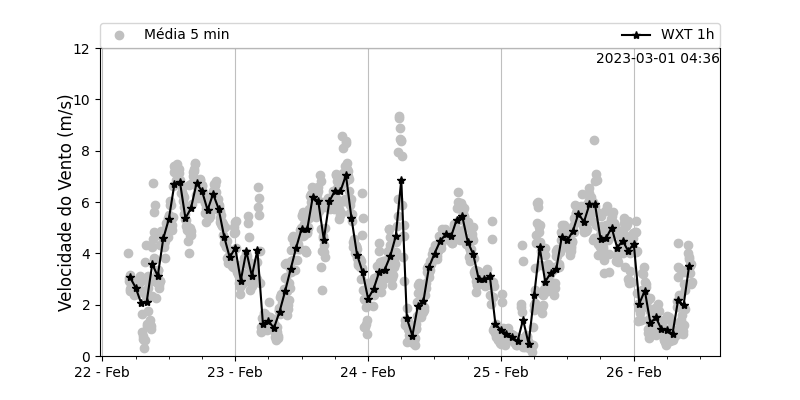 Média 5 min
WXT 1h
2023-03-01 04:36
Velocidade do Vento (m/s)
12
10
8
6
4
2
0
22 - Feb
23 - Feb
24 - Feb
25 - Feb
26 - Feb